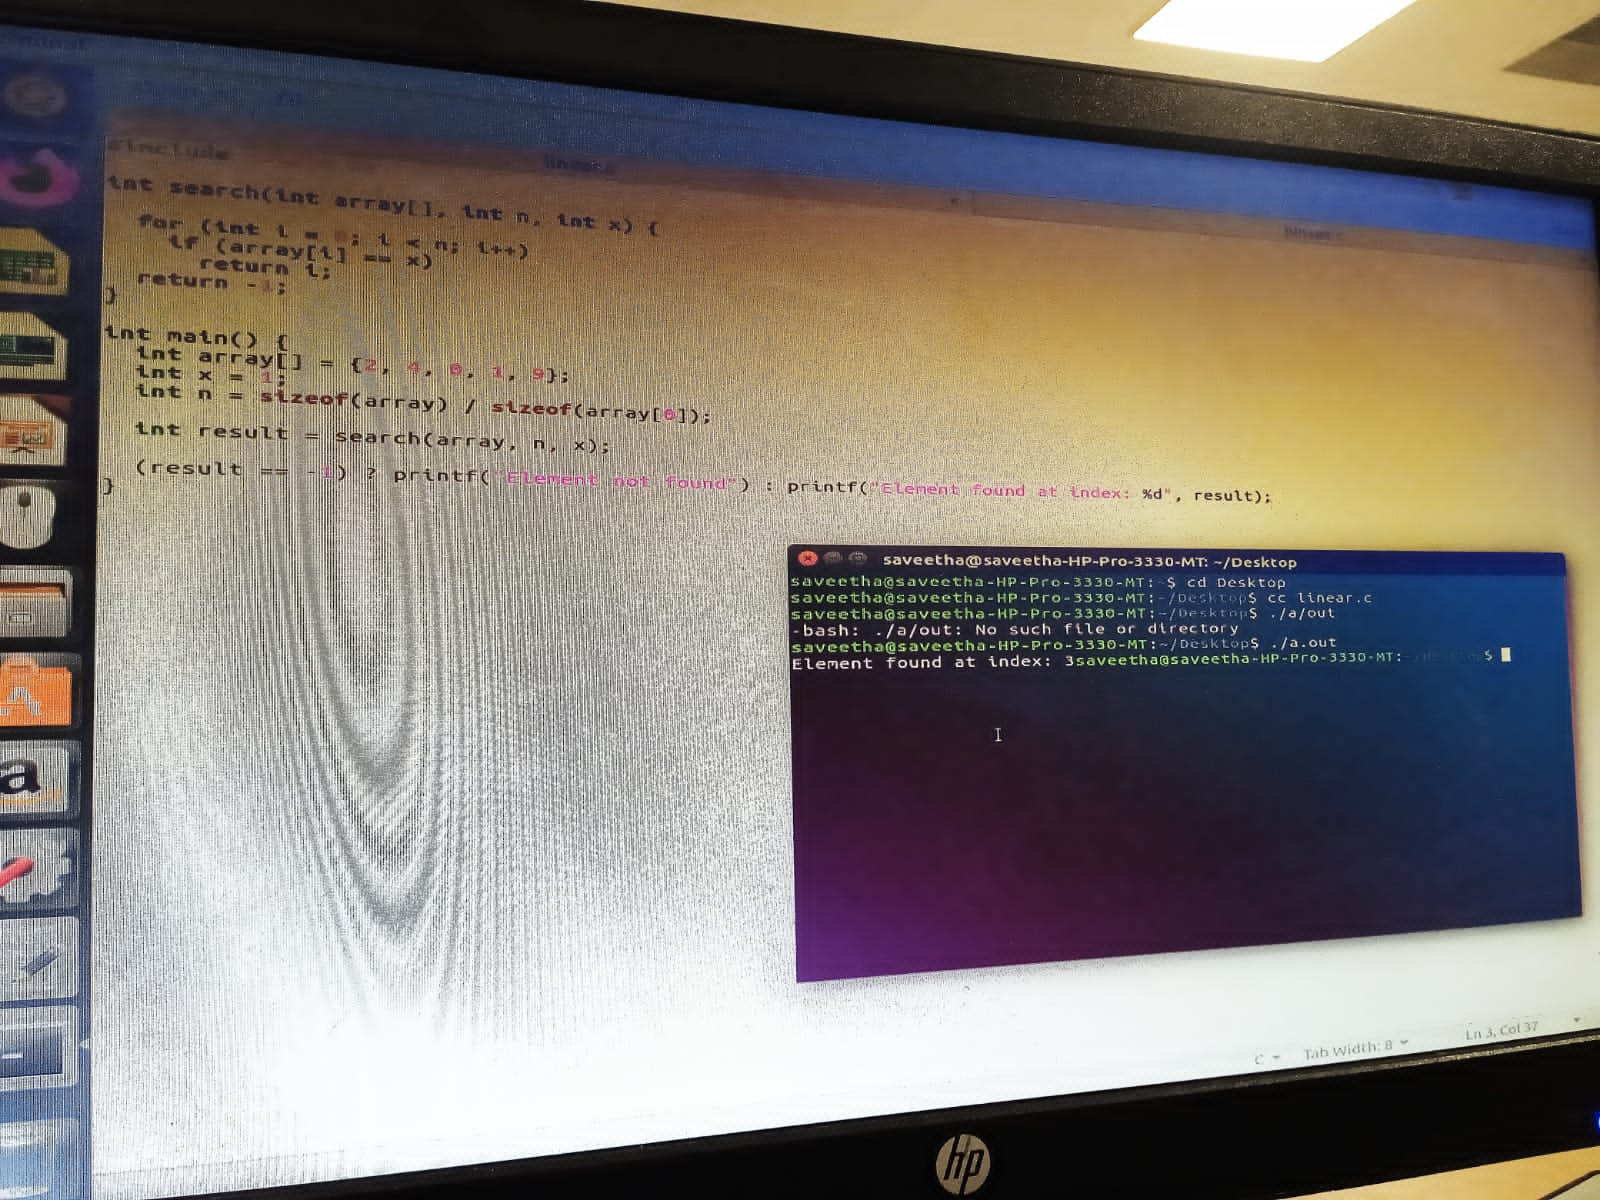 #include
int search(int array[], int n, int x) {
for (int i = 0; i < n; i++)
if (array[i] == x)
return i;
return -1;
}
int main() {
int array[] = {2, 4, 0, 1, 9};
int x = 1;
int n = sizeof(array) / sizeof(array[0]);
int result = search(array, n, x);
(result == -1) ? printf("Element not found") : printf("Element found at index: %d", result);
}
saveetha@saveetha-HP-Pro-3330-MT: ~/Desktop
saveetha@saveetha-HP-Pro-3330-MT:~$ cd Desktop
saveetha@saveetha-HP-Pro-3330-MT:~/Desktop$ cc linear.c
saveetha@saveetha-HP-Pro-3330-MT:~/Desktop$ ./a/out
-bash: ./a/out: No such file or directory
saveetha@saveetha-HP-Pro-3330-MT:~/Desktop$ ./a.out
Element found at index: 3saveetha@saveetha-HP-Pro-3330-MT:~/Desktop$
C Tab Width: 8 Ln 3, Col 37
hp